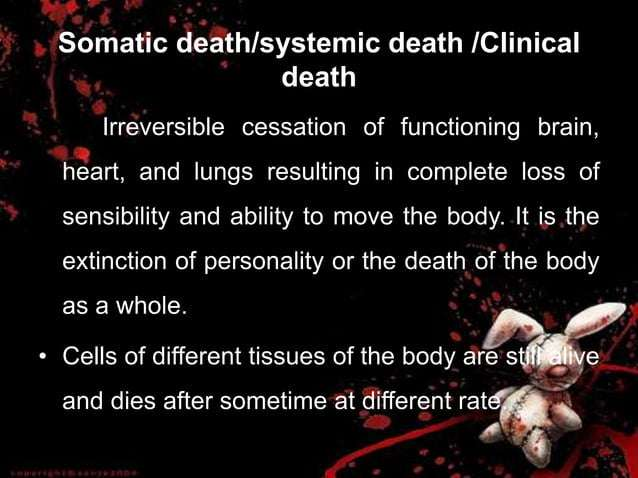 Somatic death/systemic death /Clinical
death
Irreversible cessation of functioning brain,
heart, and lungs resulting in complete loss of
sensibility and ability to move the body. It is the
extinction of personality or the death of the body
as a whole.
• Cells of different tissues of the body are still alive
and dies after sometime at different rate.